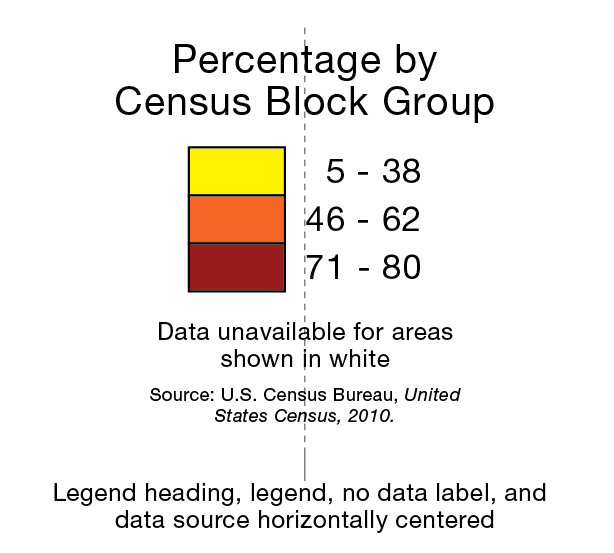 Percentage by
Census Block Group
5 - 38
46 - 62
71 - 80
Data unavailable for areas
shown in white
Source: U.S. Census Bureau, United
States Census, 2010.
Legend heading, legend, no data label, and
data source horizontally centered